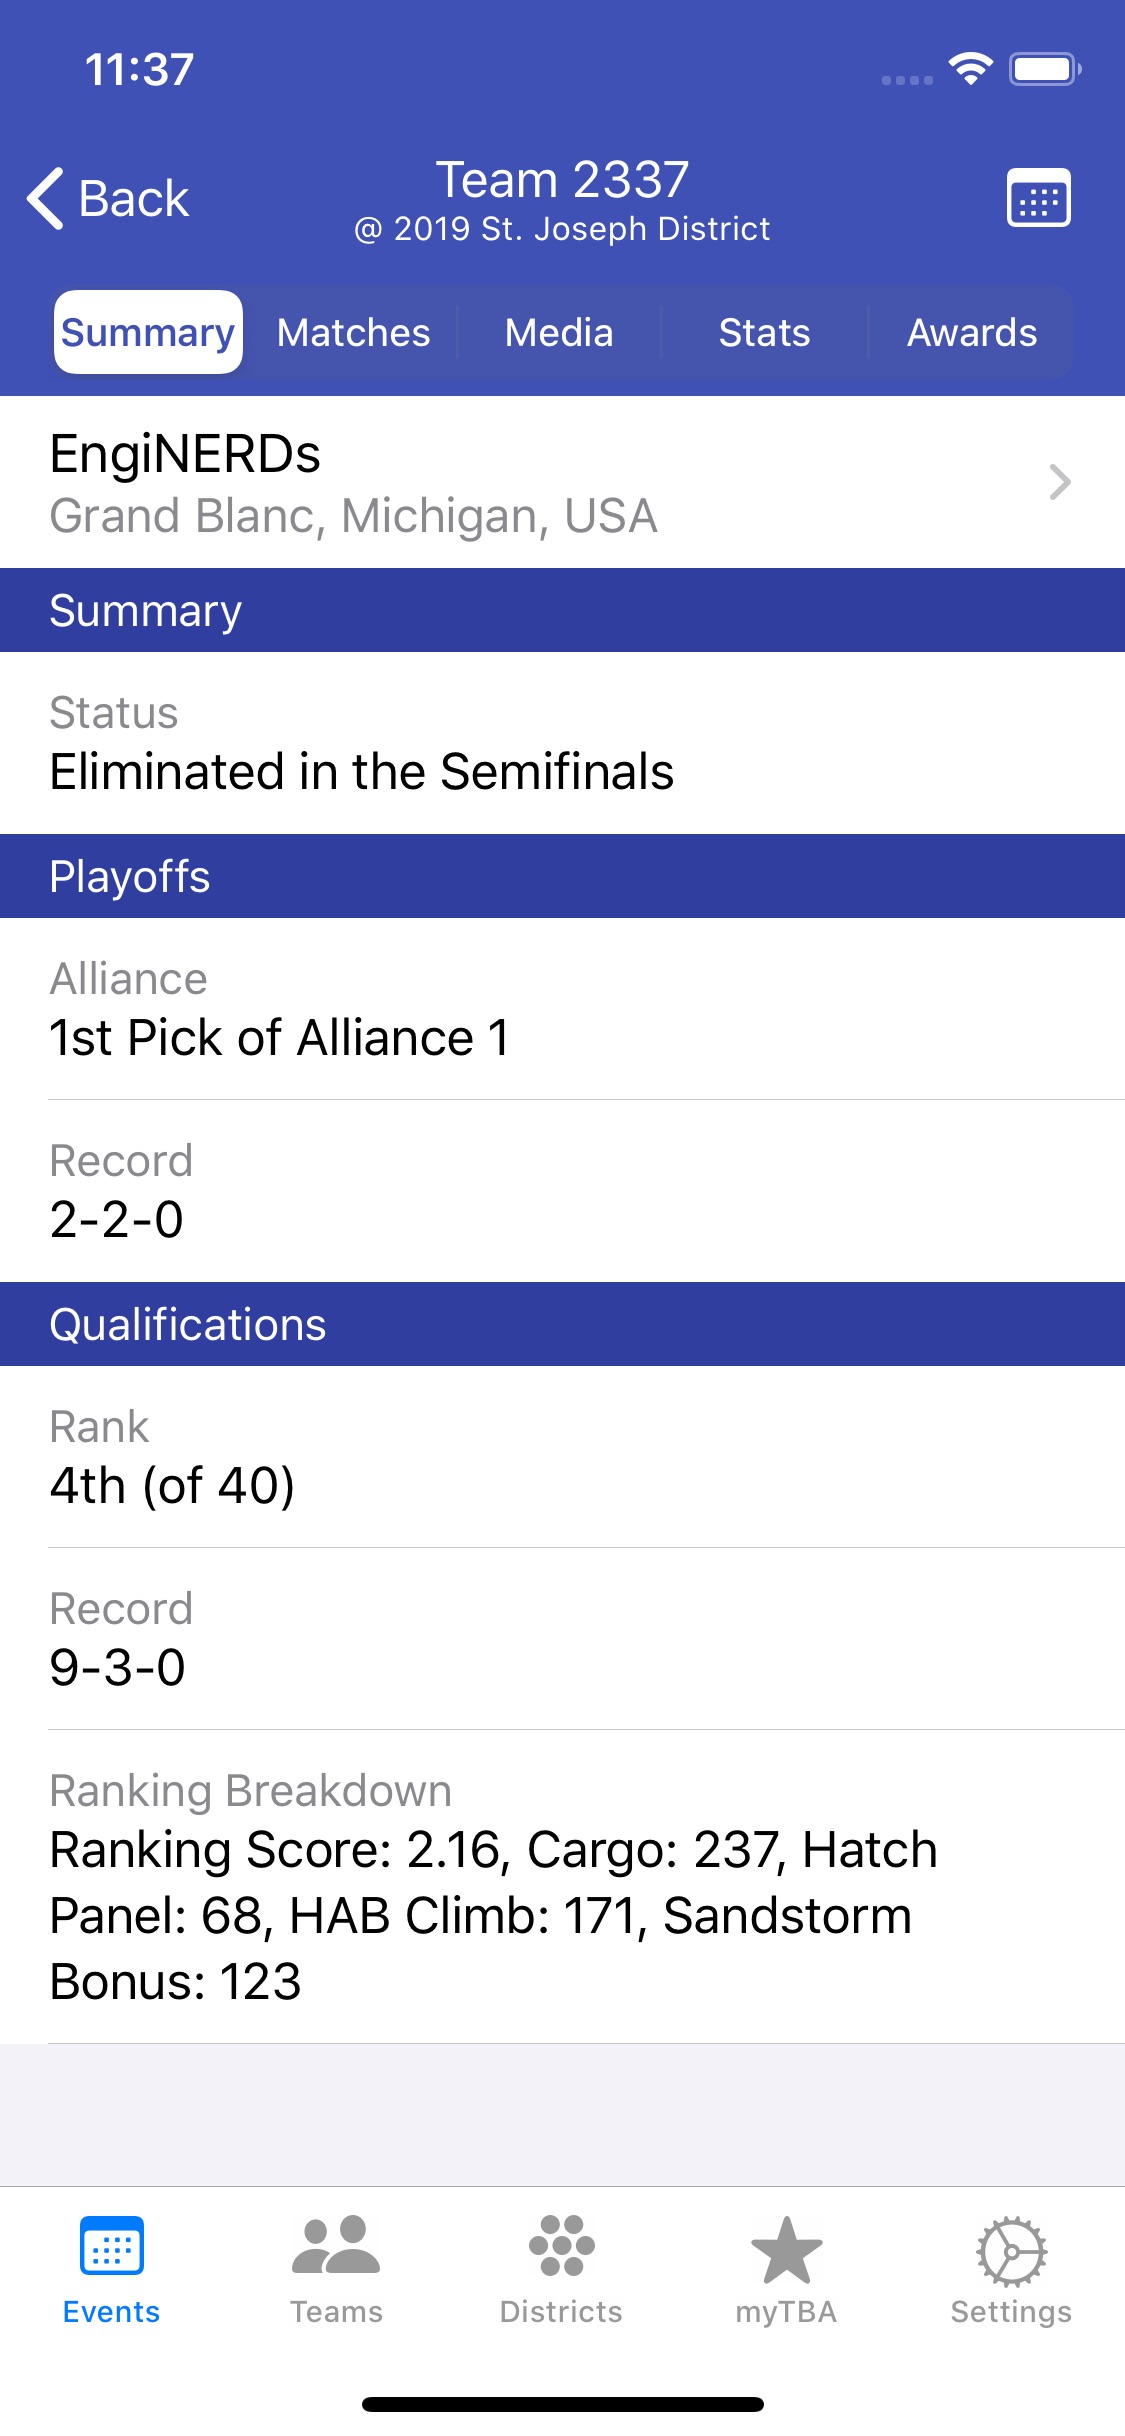 11:37
Back
Team 2337
@ 2019 St. Joseph District
Summary
Matches
Media
Stats
Awards
EngiNERDs
Grand Blanc, Michigan, USA
Summary
Status
Eliminated in the Semifinals
Playoffs
Alliance
1st Pick of Alliance 1
Record
2-2-0
Qualifications
Rank
4th (of 40)
Record
9-3-0
Ranking Breakdown
Ranking Score: 2.16, Cargo: 237, Hatch
Panel: 68, HAB Climb: 171, Sandstorm
Bonus: 123
Events
Teams
Districts
myTBA
Settings